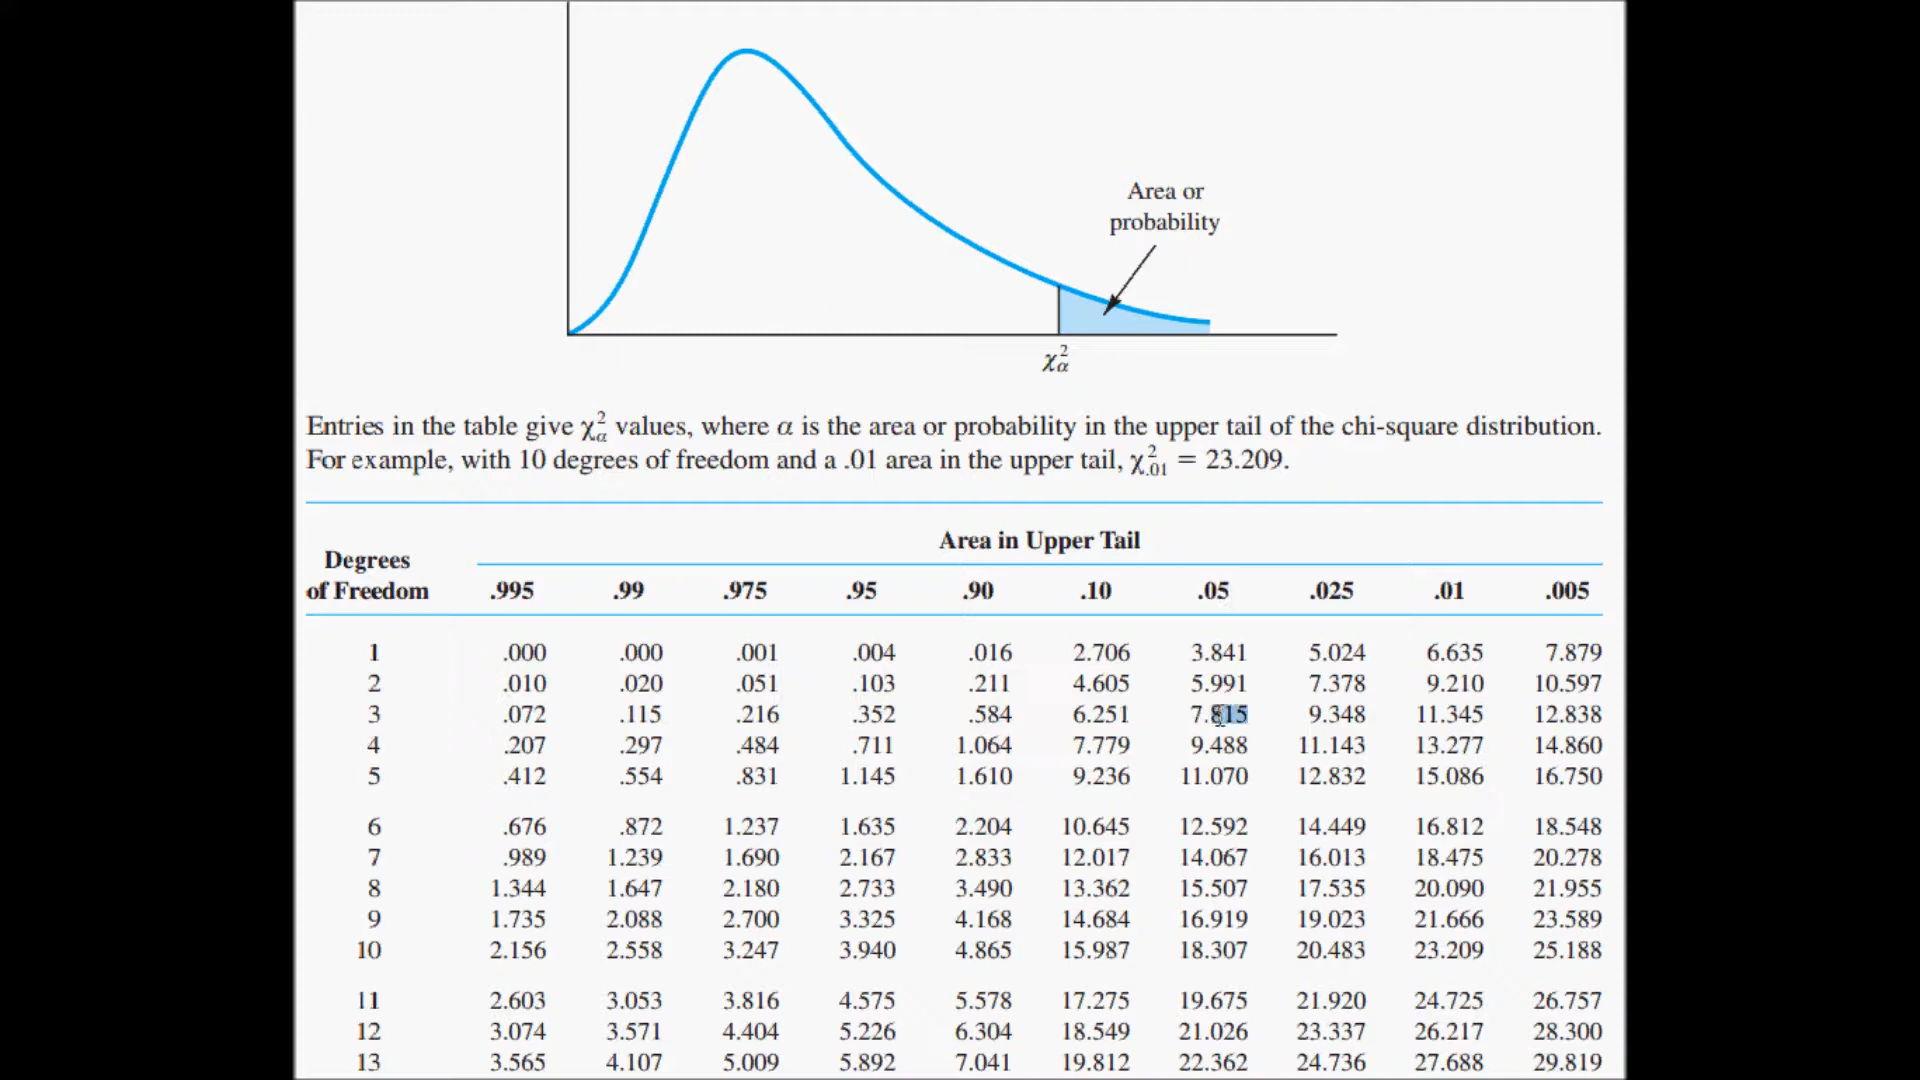 Area or
probability
χ²α
Entries in the table give χ²α values, where α is the area or probability in the upper tail of the chi-square distribution.
For example, with 10 degrees of freedom and a .01 area in the upper tail, χ².01 = 23.209.
Area in Upper Tail
Degrees
of Freedom .995 .99 .975 .95 .90 .10 .05 .025 .01 .005
1 .000 .000 .001 .004 .016 2.706 3.841 5.024 6.635 7.879
2 .010 .020 .051 .103 .211 4.605 5.991 7.378 9.210 10.597
3 .072 .115 .216 .352 .584 6.251 7.815 9.348 11.345 12.838
4 .207 .297 .484 .711 1.064 7.779 9.488 11.143 13.277 14.860
5 .412 .554 .831 1.145 1.610 9.236 11.070 12.832 15.086 16.750
6 .676 .872 1.237 1.635 2.204 10.645 12.592 14.449 16.812 18.548
7 .989 1.239 1.690 2.167 2.833 12.017 14.067 16.013 18.475 20.278
8 1.344 1.647 2.180 2.733 3.490 13.362 15.507 17.535 20.090 21.955
9 1.735 2.088 2.700 3.325 4.168 14.684 16.919 19.023 21.666 23.589
10 2.156 2.558 3.247 3.940 4.865 15.987 18.307 20.483 23.209 25.188
11 2.603 3.053 3.816 4.575 5.578 17.275 19.675 21.920 24.725 26.757
12 3.074 3.571 4.404 5.226 6.304 18.549 21.026 23.337 26.217 28.300
13 3.565 4.107 5.009 5.892 7.041 19.812 22.362 24.736 27.688 29.819